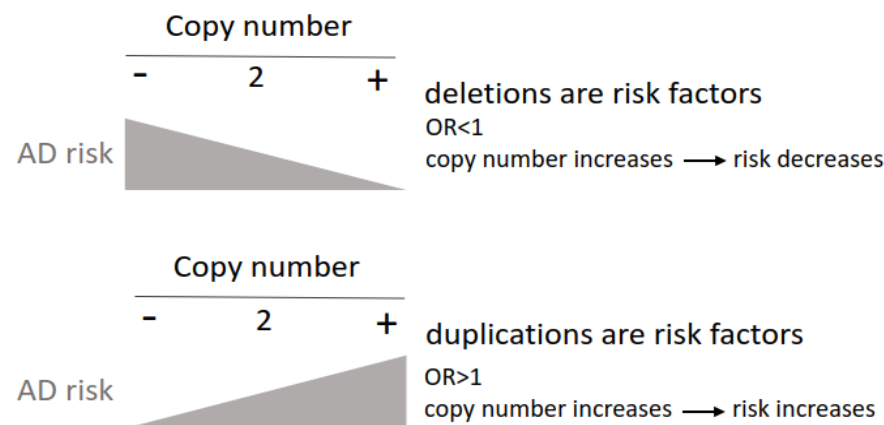 Copy number
- 2 +
deletions are risk factors
OR<1
AD risk
copy number increases → risk decreases
Copy number
- 2 +
duplications are risk factors
OR>1
AD risk
copy number increases → risk increases